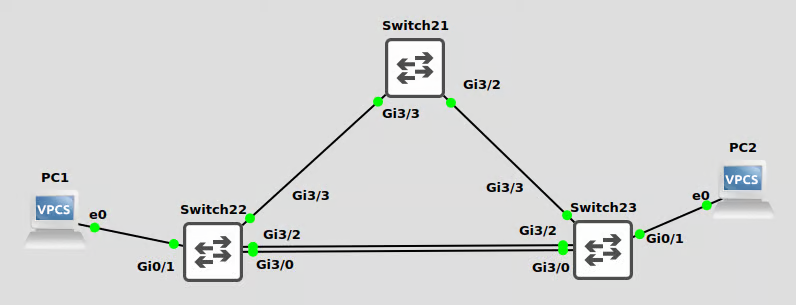 Switch21
Gi3/2
Gi3/3
PC1
VPCS
e0
Switch22
Gi3/3
Gi3/3
Switch23
PC2
VPCS
e0
Gi0/1
Gi3/2
Gi3/0
Gi3/2
Gi3/0
Gi0/1